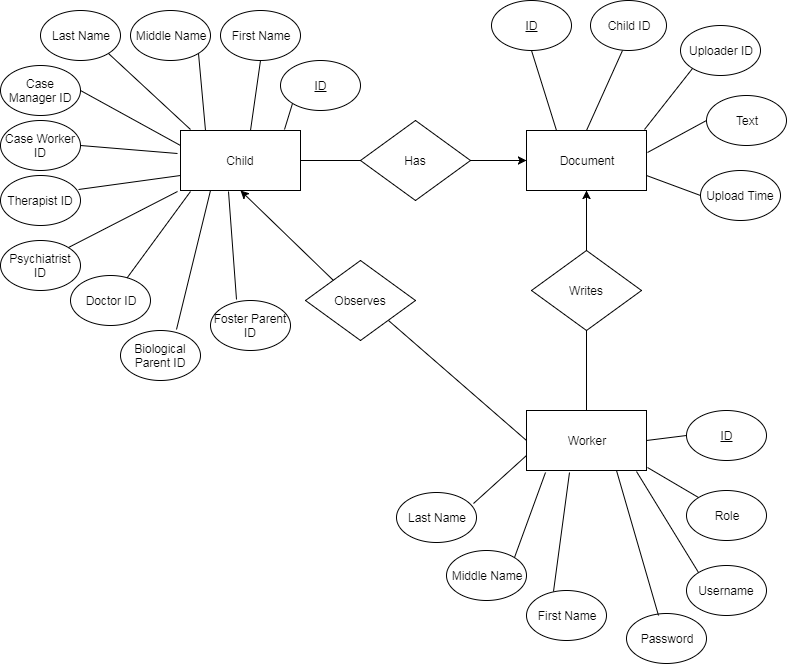 Last Name
Middle Name
First Name
ID
Child ID
Uploader ID
Case
Manager ID
ID
Text
Case Worker
ID
Child
Has
Document
Therapist ID
Upload Time
Psychiatrist
ID
Doctor ID
Observes
Writes
Foster Parent
ID
Biological
Parent ID
Worker
ID
Last Name
Role
Middle Name
Username
First Name
Password